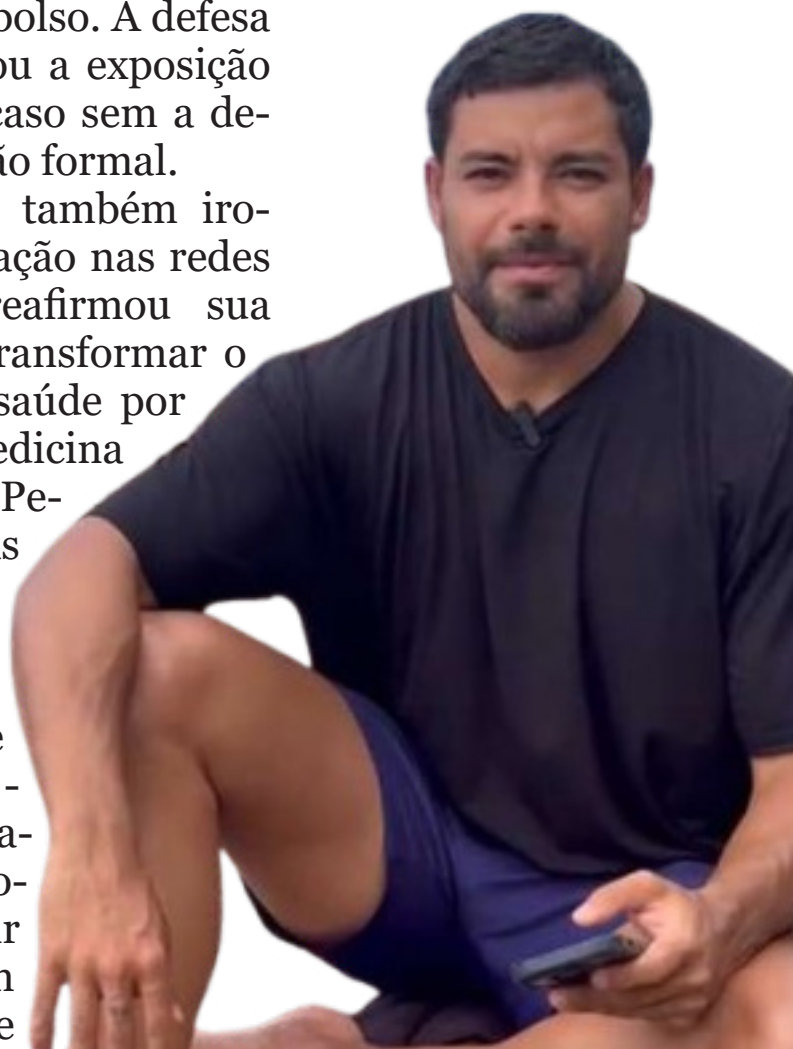 bolso. A defesa
ou a exposição
caso sem a de-
ão formal.
também iro-
ação nas redes
reafirmou sua
ransformar o
saúde por
edicina
Pe-
s
e
-
a-
o-
r
n
e